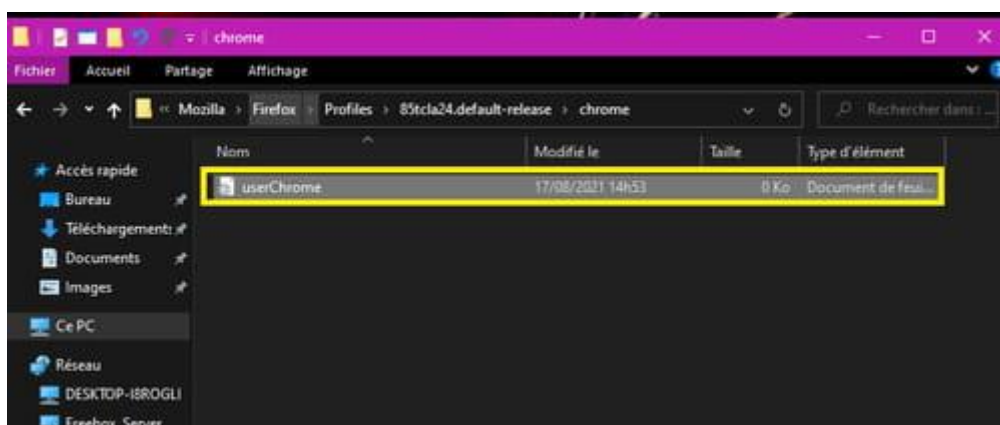 chrome
Fichier Accueil Partage Affichage
« Mozilla › Firefox › Profiles › 85tcla24.default-release › chrome Rechercher dans : ...
Nom Modifié le Taille Type d'élément
userChrome 17/08/2021 14h53 0 Ko Document de feui...
Accès rapide
Bureau
Téléchargements
Documents
Images
Ce PC
Réseau
DESKTOP-I8ROGLI
Freebox_Server